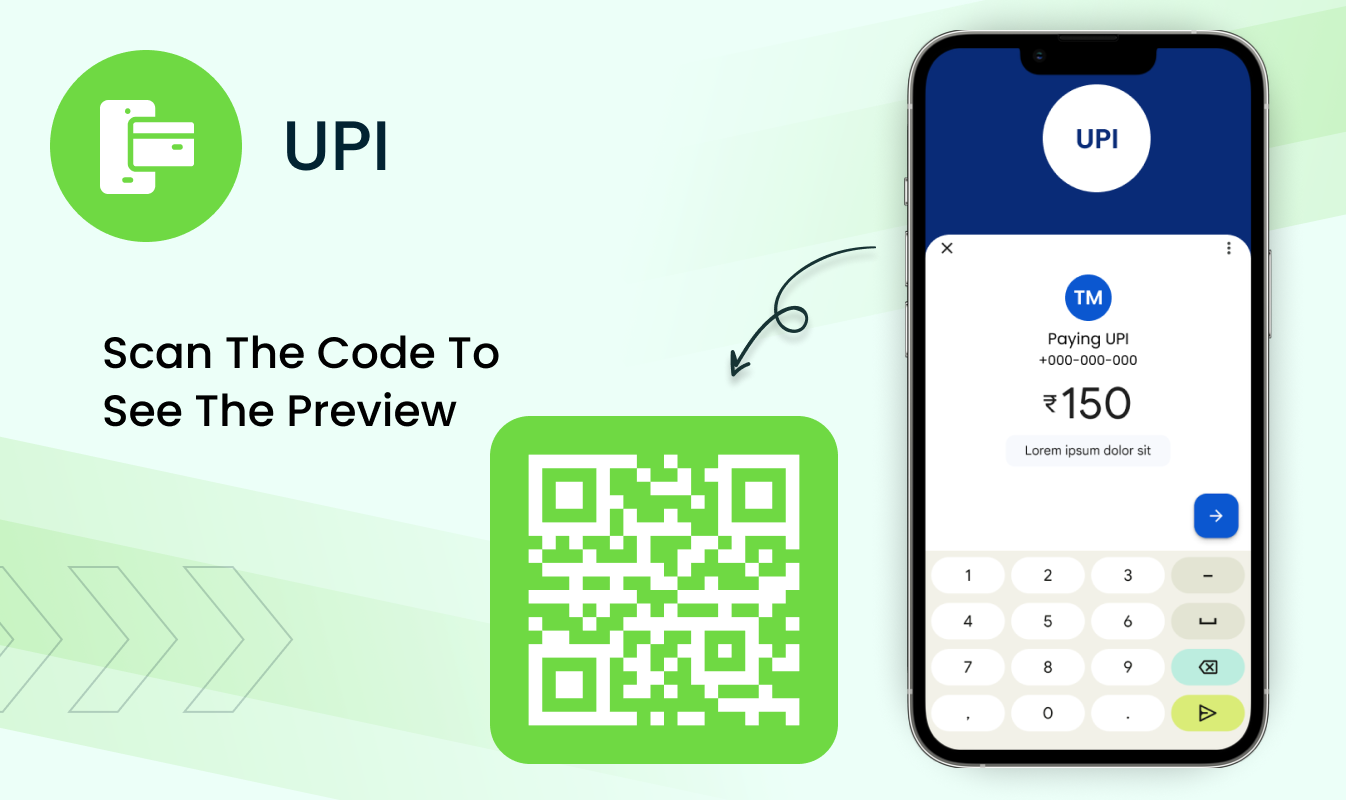 UPI
Scan The Code To
See The Preview
UPI
TM
Paying UPI
+000-000-000
₹150
Lorem ipsum dolor sit
1 2 3 –
4 5 6
7 8 9
, 0 .